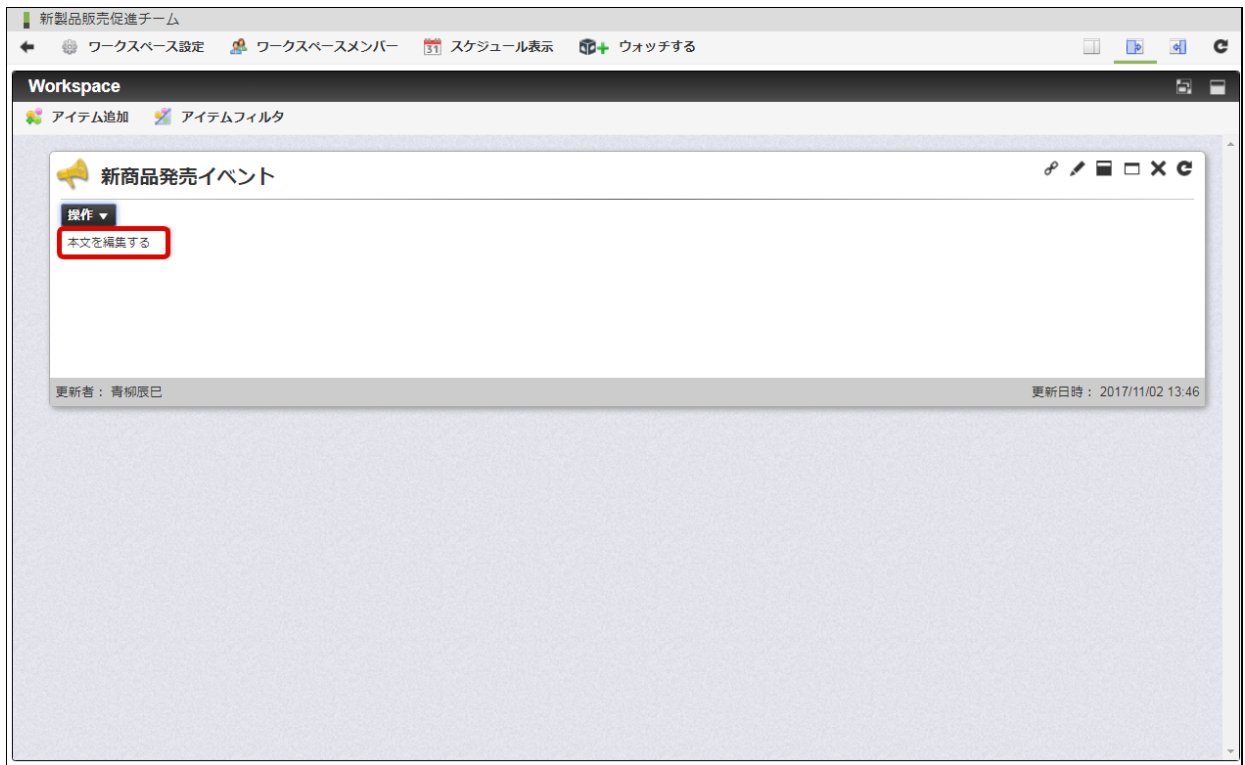 新製品販売促進チーム
ワークスペース設定 ワークスペースメンバー 31 スケジュール表示 ウォッチする
Workspace
アイテム追加 アイテムフィルタ
新商品発売イベント
操作 ▼
本文を編集する
更新者： 青柳辰巳 更新日時： 2017/11/02 13:46